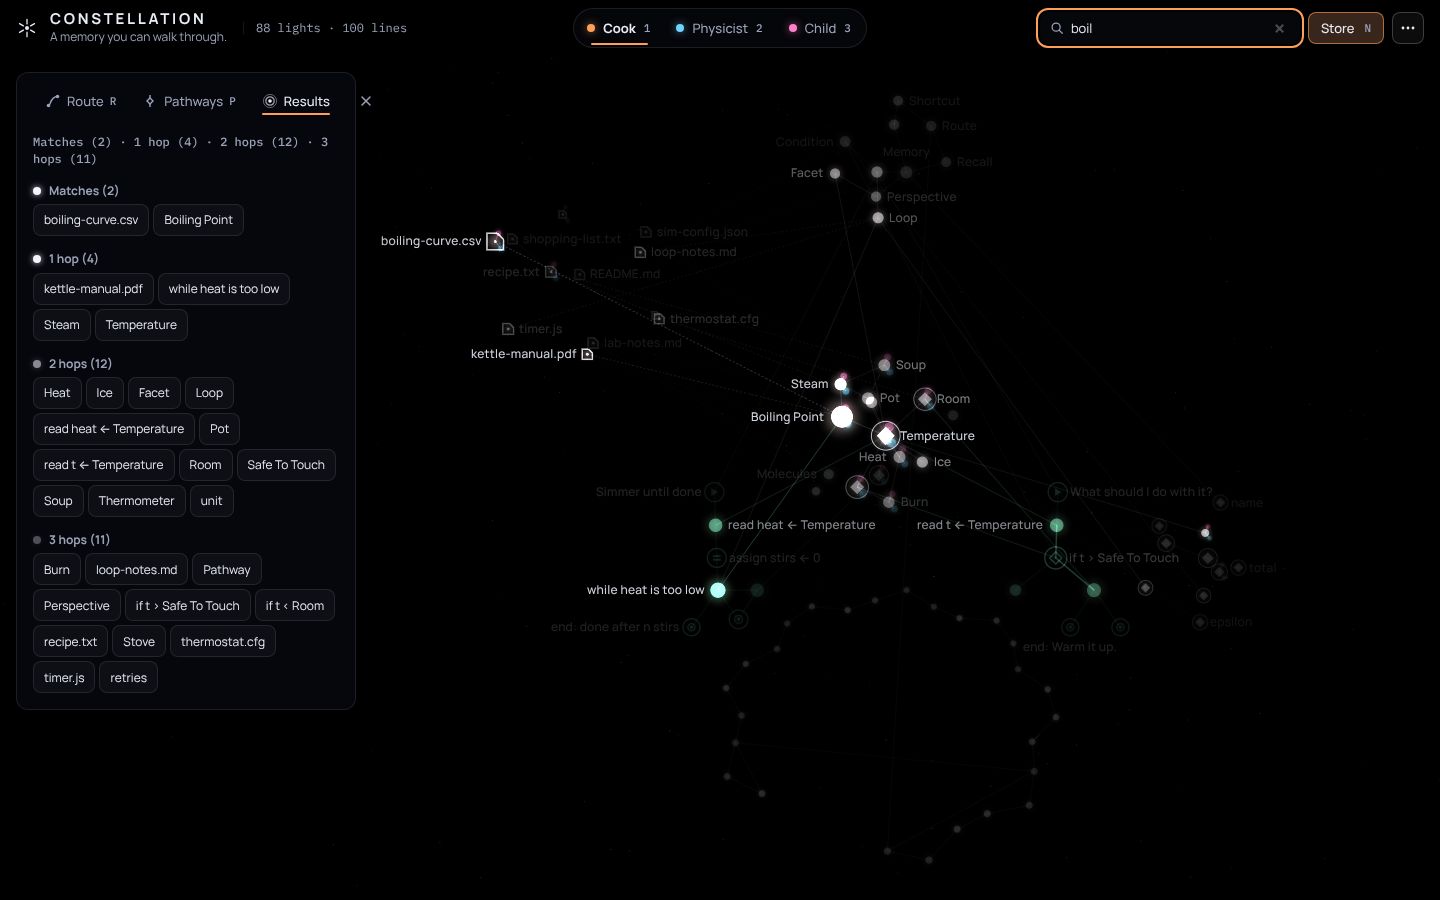 CONSTELLATION
A memory you can walk through.
88 lights · 100 lines
Cook 1
Physicist 2
Child 3
boil
Store N
Route R
Pathways P
Results
Matches (2) · 1 hop (4) · 2 hops (12) · 3
hops (11)
Matches (2)
boiling-curve.csv
Boiling Point
1 hop (4)
kettle-manual.pdf
while heat is too low
Steam
Temperature
2 hops (12)
Heat
Ice
Facet
Loop
read heat ← Temperature
Pot
read t ← Temperature
Room
Safe To Touch
Soup
Thermometer
unit
3 hops (11)
Burn
loop-notes.md
Pathway
Perspective
if t > Safe To Touch
if t < Room
recipe.txt
Stove
thermostat.cfg
timer.js
retries
Shortcut
Route
Condition
Memory
Recall
Facet
Perspective
Loop
boiling-curve.csv
shopping-list.txt
sim-config.json
loop-notes.md
recipe.txt
README.md
thermostat.cfg
timer.js
lab-notes.md
kettle-manual.pdf
Soup
Steam
Pot
Room
Boiling Point
Temperature
Heat
Ice
Molecules
Simmer until done
What should I do with it?
Burn
name
read heat ← Temperature
read t ← Temperature
assign stirs ← 0
if t > Safe To Touch
total
while heat is too low
end: done after n stirs
epsilon
end: Warm it up.